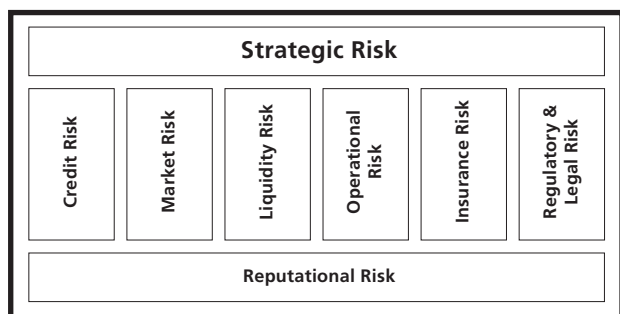 Strategic Risk
Credit Risk
Market Risk
Liquidity Risk
Operational
Risk
Insurance Risk
Regulatory &
Legal Risk
Reputational Risk